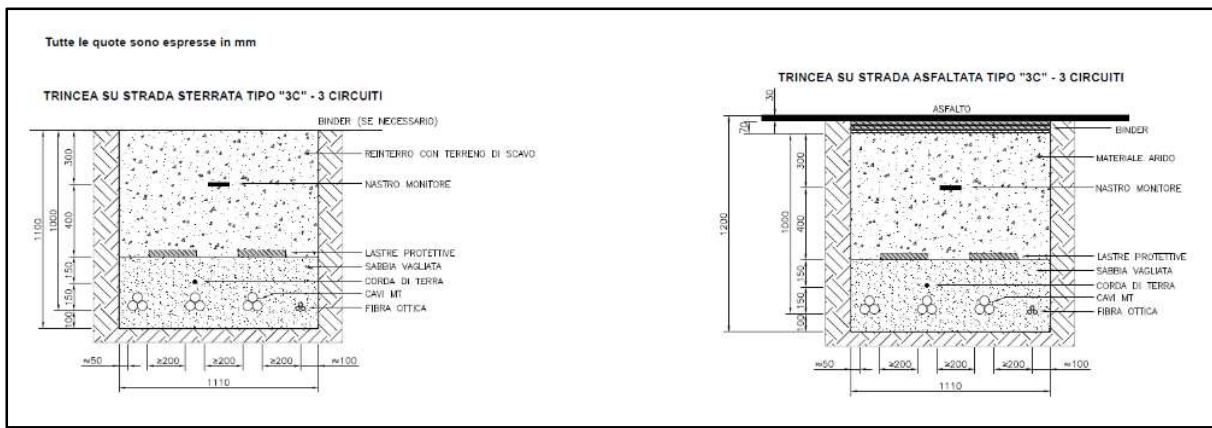 Tutte le quote sono espresse in mm
TRINCEA SU STRADA STERRATA TIPO "3C" - 3 CIRCUITI
BINDER (SE NECESSARIO)
REINTERRO CON TERRENO DI SCAVO
NASTRO MONITORE
LASTRE PROTETTIVE
SABBIA VAGLIATA
CORDA DI TERRA
CAVI MT
FIBRA OTTICA
1100
1000
300
400
150
150
100
≈50
≥200
≥200
≥200
≈100
1110
TRINCEA SU STRADA ASFALTATA TIPO "3C" - 3 CIRCUITI
ASFALTO
BINDER
MATERIALE ARIDO
NASTRO MONITORE
LASTRE PROTETTIVE
SABBIA VAGLIATA
CORDA DI TERRA
CAVI MT
FIBRA OTTICA
30
70
1200
1000
300
400
150
150
100
≈50
≥200
≥200
≥200
≈100
1110